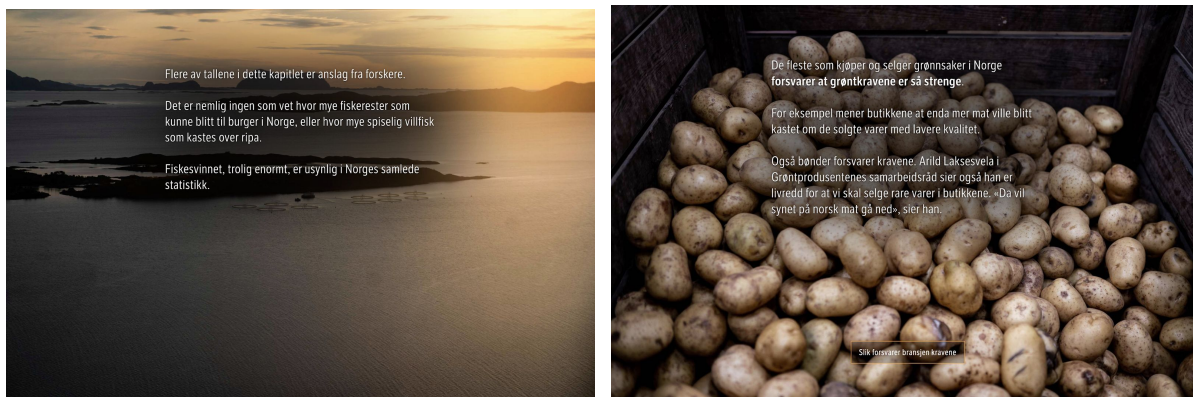 Flere av tallene i dette kapitlet er anslag fra forskere.
Det er nemlig ingen som vet hvor mye fiskerester som
kunne blitt til burger i Norge, eller hvor mye spiselig villfisk
som kastes over ripa.
Fiskesvinnet, trolig enormt, er usynlig i Norges samlede
statistikk.
De fleste som kjøper og selger grønnsaker i Norge
forsvarer at grøntkravene er så strenge.
For eksempel mener butikkene at enda mer mat ville blitt
kastet om de solgte varer med lavere kvalitet.
Også bønder forsvarer kravene. Arild Laksesvela i
Grøntprodusentenes samarbeidsråd sier også han er
livredd for at vi skal selge rare varer i butikkene. «Da vil
synet på norsk mat gå ned», sier han.
Slik forsvarer bransjen kravene